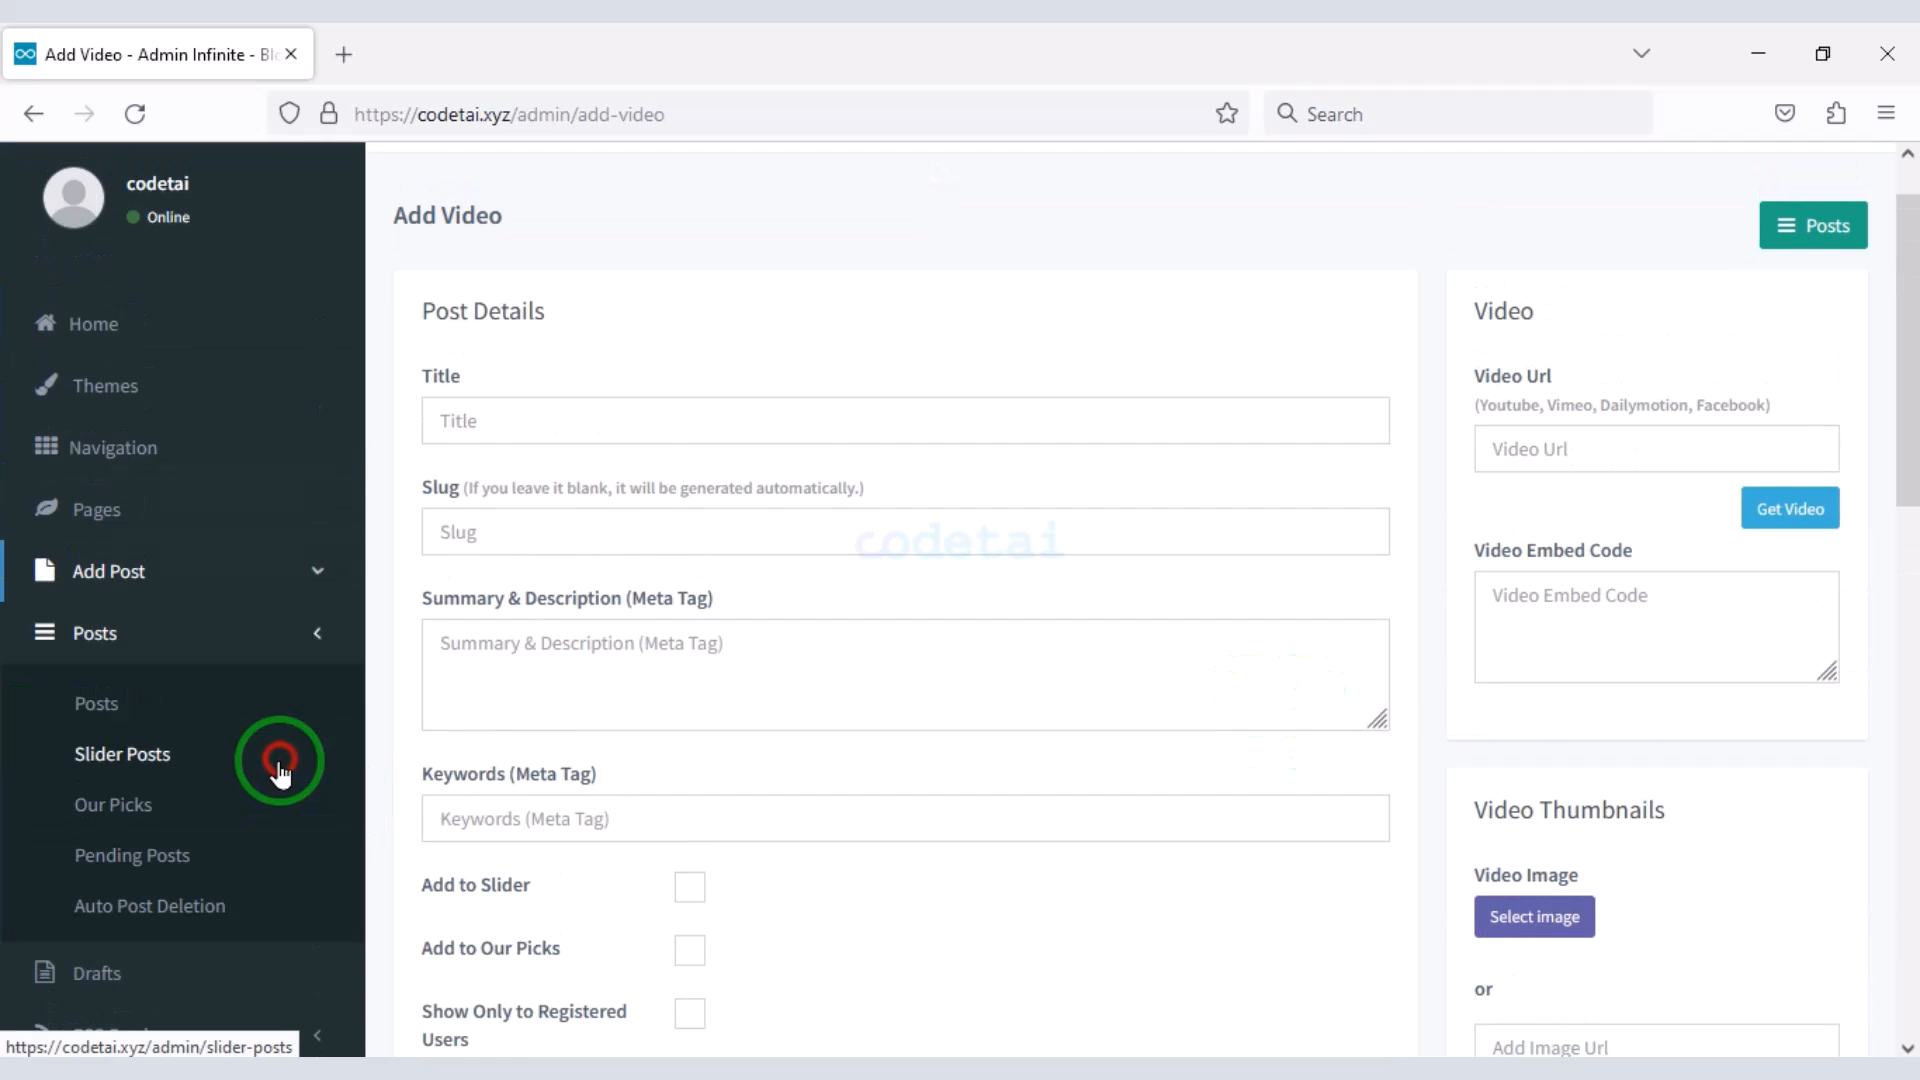 Add Video - Admin Infinite - Blo
https://codetai.xyz/admin/add-video
Search
codetai
Online
Home
Themes
Navigation
Pages
Add Post
Posts
Posts
Slider Posts
Our Picks
Pending Posts
Auto Post Deletion
Drafts
https://codetai.xyz/admin/slider-posts
Add Video
Posts
Post Details
Title
Title
Slug (If you leave it blank, it will be generated automatically.)
Slug
codetai
Summary & Description (Meta Tag)
Summary & Description (Meta Tag)
Keywords (Meta Tag)
Keywords (Meta Tag)
Add to Slider
Add to Our Picks
Show Only to Registered
Users
Video
Video Url
(Youtube, Vimeo, Dailymotion, Facebook)
Video Url
Get Video
Video Embed Code
Video Embed Code
Video Thumbnails
Video Image
Select image
or
Add Image Url